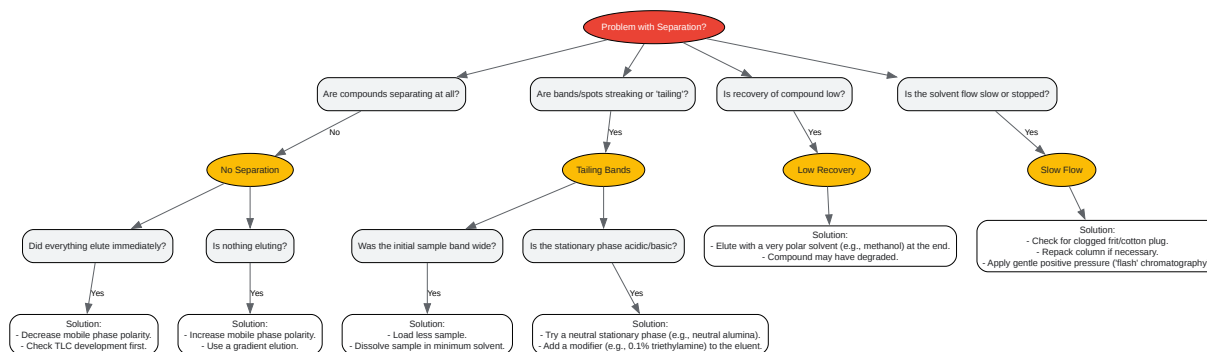 Problem with Separation?
Are compounds separating at all?
Are bands/spots streaking or 'tailing'?
Is recovery of compound low?
Is the solvent flow slow or stopped?
No
Yes
Yes
Yes
No Separation
Tailing Bands
Low Recovery
Slow Flow
Did everything elute immediately?
Is nothing eluting?
Was the initial sample band wide?
Is the stationary phase acidic/basic?
Solution:
- Elute with a very polar solvent (e.g., methanol) at the end.
- Compound may have degraded.
Solution:
- Check for clogged frit/cotton plug.
- Repack column if necessary.
- Apply gentle positive pressure ('flash' chromatography
Yes
Yes
Yes
Yes
Solution:
- Decrease mobile phase polarity.
- Check TLC development first.
Solution:
- Increase mobile phase polarity.
- Use a gradient elution.
Solution:
- Load less sample.
- Dissolve sample in minimum solvent.
Solution:
- Try a neutral stationary phase (e.g., neutral alumina).
- Add a modifier (e.g., 0.1% triethylamine) to the eluent.